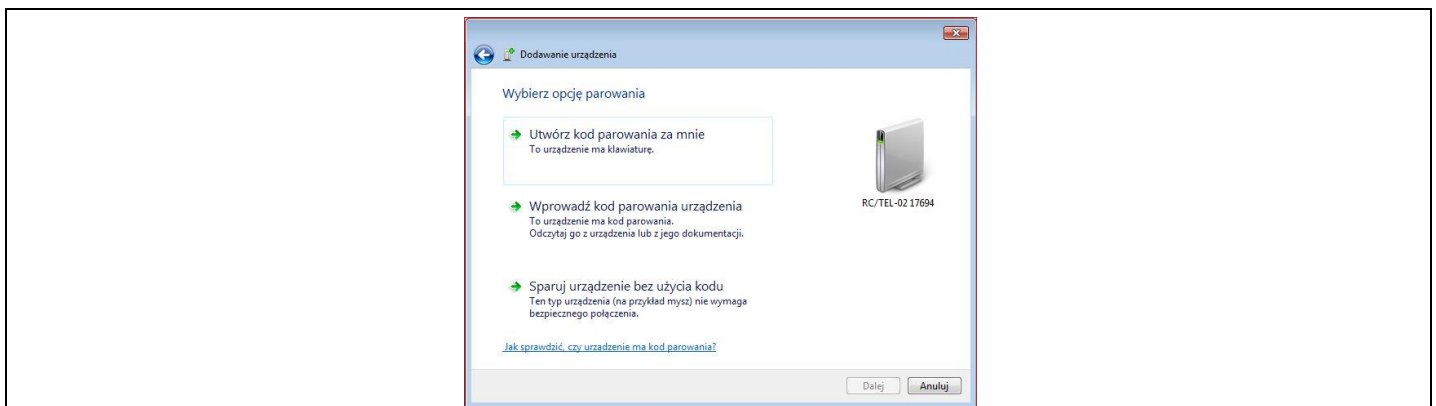 Dodawanie urządzenia
Wybierz opcję parowania
Utwórz kod parowania za mnie
To urządzenie ma klawiaturę.
Wprowadź kod parowania urządzenia
To urządzenie ma kod parowania.
Odczytaj go z urządzenia lub z jego dokumentacji.
RC/TEL-02 17694
Sparuj urządzenie bez użycia kodu
Ten typ urządzenia (na przykład mysz) nie wymaga
bezpiecznego połączenia.
Jak sprawdzić, czy urządzenie ma kod parowania?
Dalej Anuluj